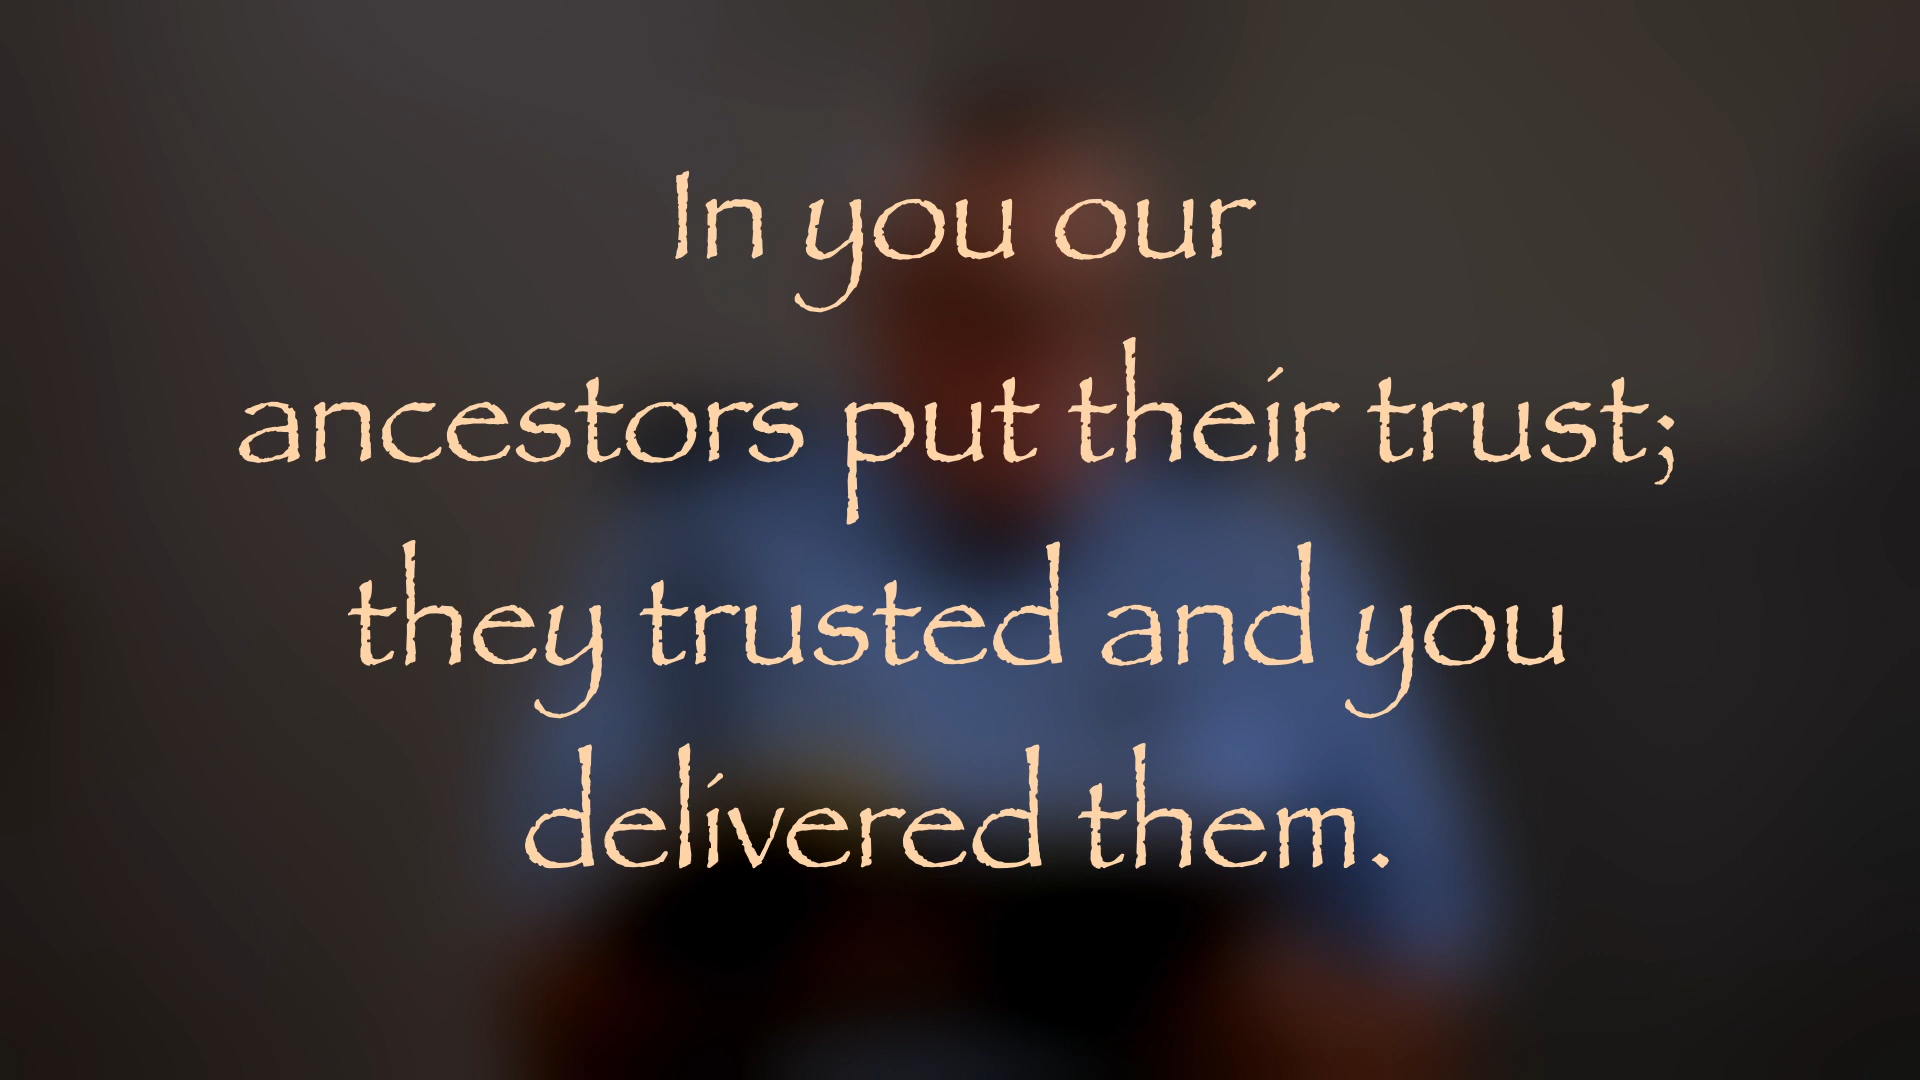 In you our
ancestors put their trust;
they trusted and you
delivered them.